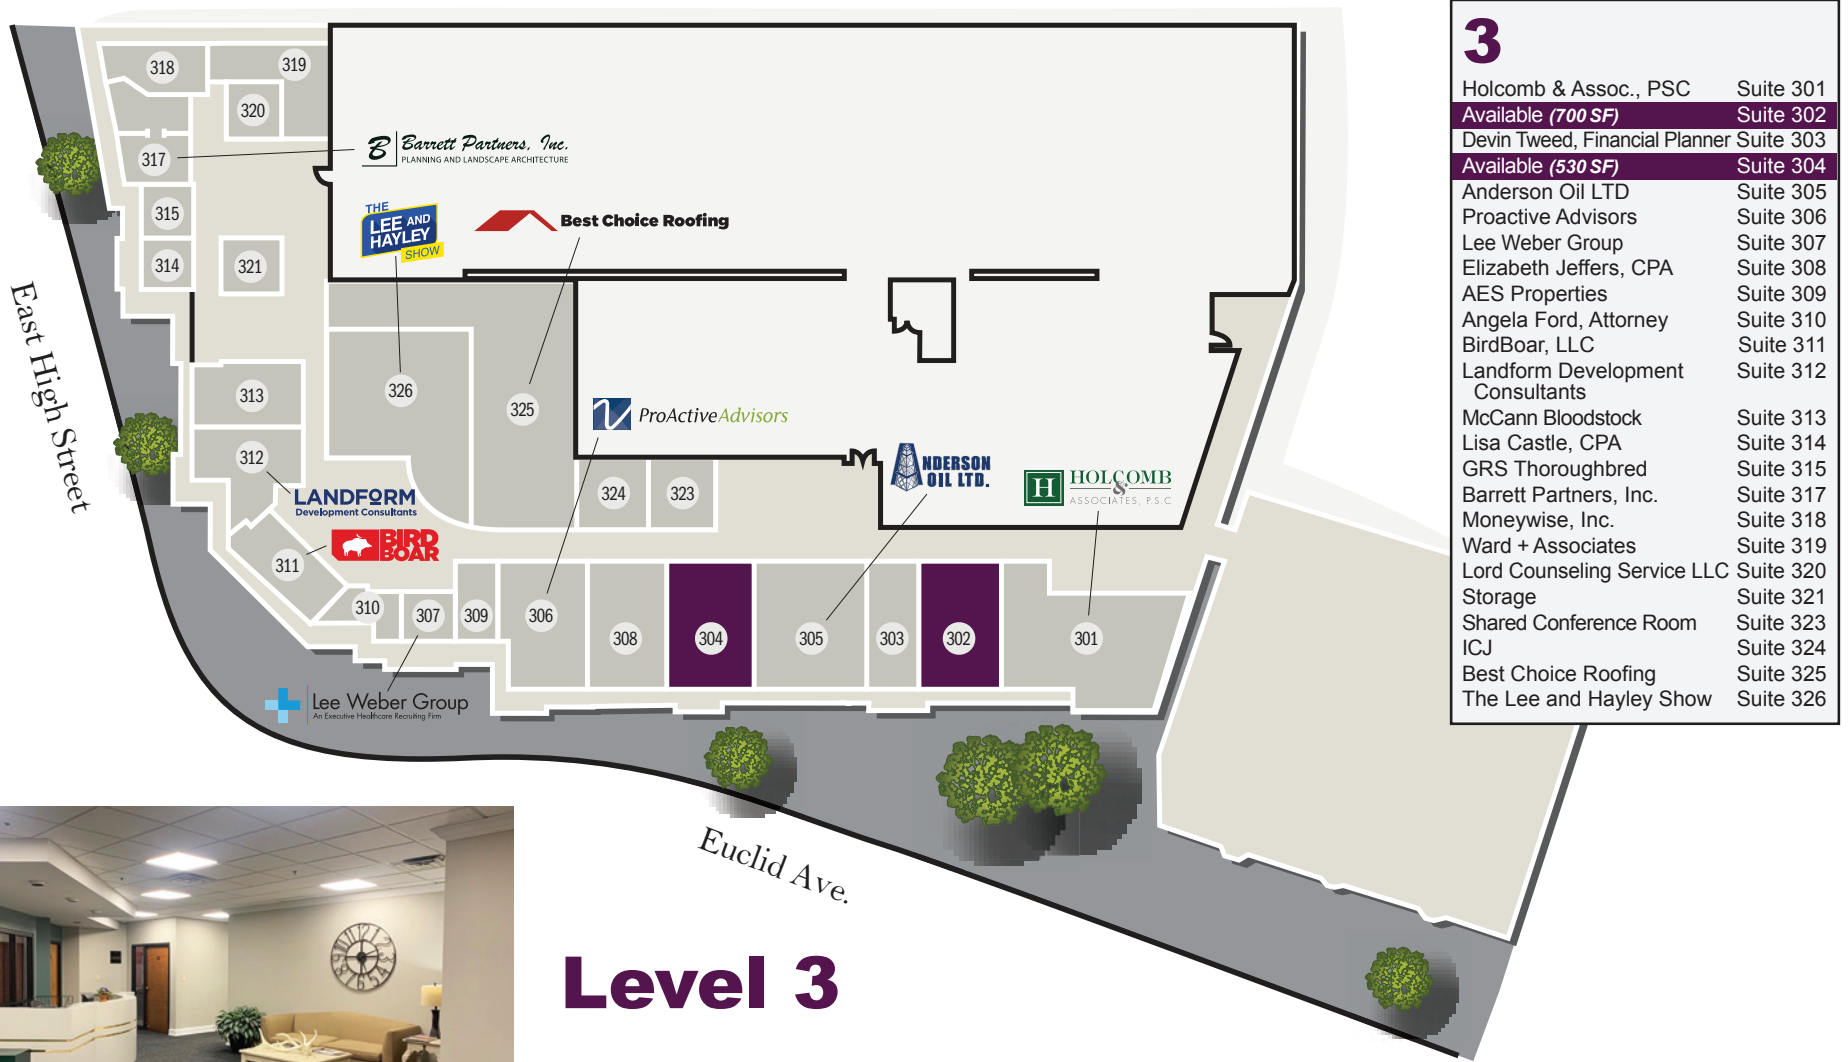 318
319
320
317
315
314
321
B Barrett Partners, Inc.
PLANNING AND LANDSCAPE ARCHITECTURE
THE
LEE AND
HAYLEY
SHOW
Best Choice Roofing
East High Street
313
326
325
312
LANDFORM
Development Consultants
BIRD
BOAR
311
ProActive Advisors
324
323
ANDERSON
OIL LTD.
H HOLCOMB
&
ASSOCIATES, P.S.C
310
307
309
306
308
304
305
303
302
301
Lee Weber Group
An Executive Healthcare Recruiting Firm
Euclid Ave.
Level 3
3
Holcomb & Assoc., PSC Suite 301
Available (700 SF) Suite 302
Devin Tweed, Financial Planner Suite 303
Available (530 SF) Suite 304
Anderson Oil LTD Suite 305
Proactive Advisors Suite 306
Lee Weber Group Suite 307
Elizabeth Jeffers, CPA Suite 308
AES Properties Suite 309
Angela Ford, Attorney Suite 310
BirdBoar, LLC Suite 311
Landform Development Suite 312
Consultants
McCann Bloodstock Suite 313
Lisa Castle, CPA Suite 314
GRS Thoroughbred Suite 315
Barrett Partners, Inc. Suite 317
Moneywise, Inc. Suite 318
Ward + Associates Suite 319
Lord Counseling Service LLC Suite 320
Storage Suite 321
Shared Conference Room Suite 323
ICJ Suite 324
Best Choice Roofing Suite 325
The Lee and Hayley Show Suite 326